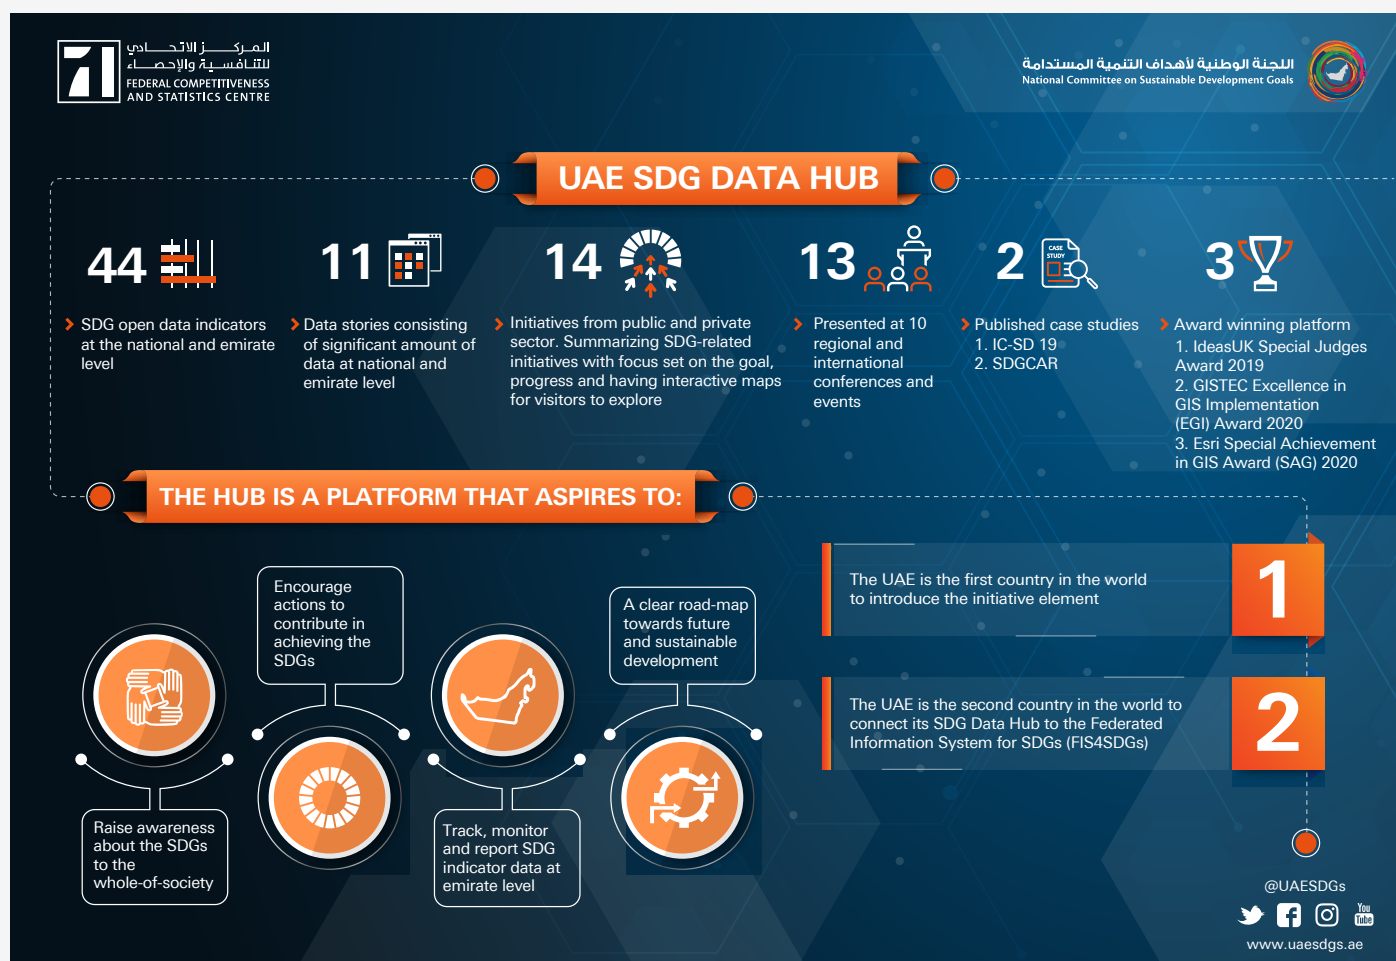 المركز الاتحادي
للتنافسية والإحصاء
FEDERAL COMPETITIVENESS
AND STATISTICS CENTRE
اللجنة الوطنية لأهداف التنمية المستدامة
National Committee on Sustainable Development Goals
UAE SDG DATA HUB
44
SDG open data indicators
at the national and emirate
level
11
Data stories consisting
of significant amount of
data at national and
emirate level
14
Initiatives from public and private
sector. Summarizing SDG-related
initiatives with focus set on the goal,
progress and having interactive maps
for visitors to explore
13
Presented at 10
regional and
international
conferences and
events
2
CASE
STUDY
Published case studies
1. IC-SD 19
2. SDGCAR
3
Award winning platform
1. IdeasUK Special Judges
Award 2019
2. GISTEC Excellence in
GIS Implementation
(EGI) Award 2020
3. Esri Special Achievement
in GIS Award (SAG) 2020
THE HUB IS A PLATFORM THAT ASPIRES TO:
Raise awareness
about the SDGs
to the
whole-of-society
Encourage
actions to
contribute in
achieving the
SDGs
Track, monitor
and report SDG
indicator data at
emirate level
A clear road-map
towards future
and sustainable
development
The UAE is the first country in the world
to introduce the initiative element
1
The UAE is the second country in the world to
connect its SDG Data Hub to the Federated
Information System for SDGs (FIS4SDGs)
2
@UAESDGs
You
Tube
www.uaesdgs.ae